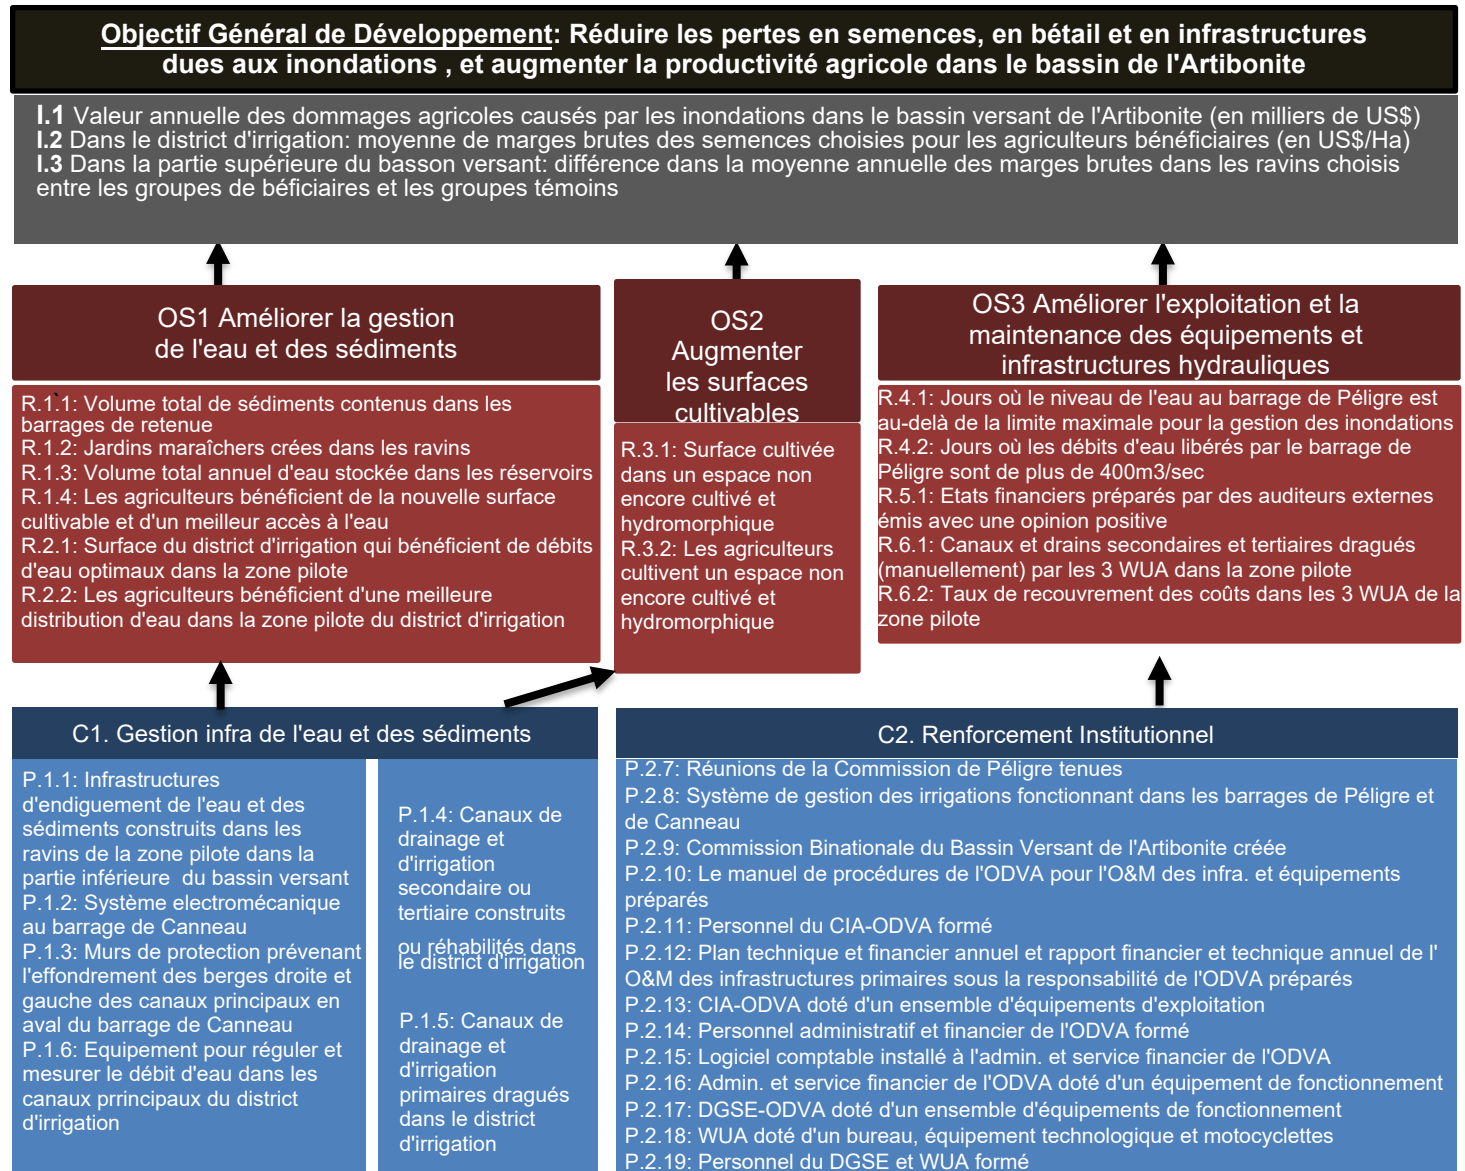 Objectif Général de Développement: Réduire les pertes en semences, en bétail et en infrastructures
dues aux inondations , et augmenter la productivité agricole dans le bassin de l'Artibonite
I.1 Valeur annuelle des dommages agricoles causés par les inondations dans le bassin versant de l'Artibonite (en milliers de US$)
I.2 Dans le district d'irrigation: moyenne de marges brutes des semences choisies pour les agriculteurs bénéficiaires (en US$/Ha)
I.3 Dans la partie supérieure du basson versant: différence dans la moyenne annuelle des marges brutes dans les ravins choisis
entre les groupes de béficiaires et les groupes témoins
OS1 Améliorer la gestion
de l'eau et des sédiments
R.1.1: Volume total de sédiments contenus dans les
barrages de retenue
R.1.2: Jardins maraîchers crées dans les ravins
R.1.3: Volume total annuel d'eau stockée dans les réservoirs
R.1.4: Les agriculteurs bénéficient de la nouvelle surface
cultivable et d'un meilleur accès à l'eau
R.2.1: Surface du district d'irrigation qui bénéficient de débits
d'eau optimaux dans la zone pilote
R.2.2: Les agriculteurs bénéficient d'une meilleure
distribution d'eau dans la zone pilote du district d'irrigation
OS2
Augmenter
les surfaces
cultivables
R.3.1: Surface cultivée
dans un espace non
encore cultivé et
hydromorphique
R.3.2: Les agriculteurs
cultivent un espace non
encore cultivé et
hydromorphique
OS3 Améliorer l'exploitation et la
maintenance des équipements et
infrastructures hydrauliques
R.4.1: Jours où le niveau de l'eau au barrage de Péligre est
au-delà de la limite maximale pour la gestion des inondations
R.4.2: Jours où les débits d'eau libérés par le barrage de
Péligre sont de plus de 400m3/sec
R.5.1: Etats financiers préparés par des auditeurs externes
émis avec une opinion positive
R.6.1: Canaux et drains secondaires et tertiaires dragués
(manuellement) par les 3 WUA dans la zone pilote
R.6.2: Taux de recouvrement des coûts dans les 3 WUA de la
zone pilote
C1. Gestion infra de l'eau et des sédiments
P.1.1: Infrastructures
d'endiguement de l'eau et des
sédiments construits dans les
ravins de la zone pilote dans la
partie inférieure  du bassin versant
P.1.2: Système electromécanique
au barrage de Canneau
P.1.3: Murs de protection prévenant
l'effondrement des berges droite et
gauche des canaux principaux en
aval du barrage de Canneau
P.1.6: Equipement pour réguler et
mesurer le débit d'eau dans les
canaux prrincipaux du district
d'irrigation
P.1.4: Canaux de
drainage et
d'irrigation
secondaire ou
tertiaire construits
ou réhabilités dans
le district d'irrigation
P.1.5: Canaux de
drainage et
d'irrigation
primaires dragués
dans le district
d'irrigation
C2. Renforcement Institutionnel
P.2.7: Réunions de la Commission de Péligre tenues
P.2.8: Système de gestion des irrigations fonctionnant dans les barrages de Péligre et
de Canneau
P.2.9: Commission Binationale du Bassin Versant de l'Artibonite créée
P.2.10: Le manuel de procédures de l'ODVA pour l'O&M des infra. et équipements
préparés
P.2.11: Personnel du CIA-ODVA formé
P.2.12: Plan technique et financier annuel et rapport financier et technique annuel de l'
O&M des infrastructures primaires sous la responsabilité de l'ODVA préparés
P.2.13: CIA-ODVA doté d'un ensemble d'équipements d'exploitation
P.2.14: Personnel administratif et financier de l'ODVA formé
P.2.15: Logiciel comptable installé à l'admin. et service financier de l'ODVA
P.2.16: Admin. et service financier de l'ODVA doté d'un équipement de fonctionnement
P.2.17: DGSE-ODVA doté d'un ensemble d'équipements de fonctionnement
P.2.18: WUA doté d'un bureau, équipement technologique et motocyclettes
P.2.19: Personnel du DGSE et WUA formé